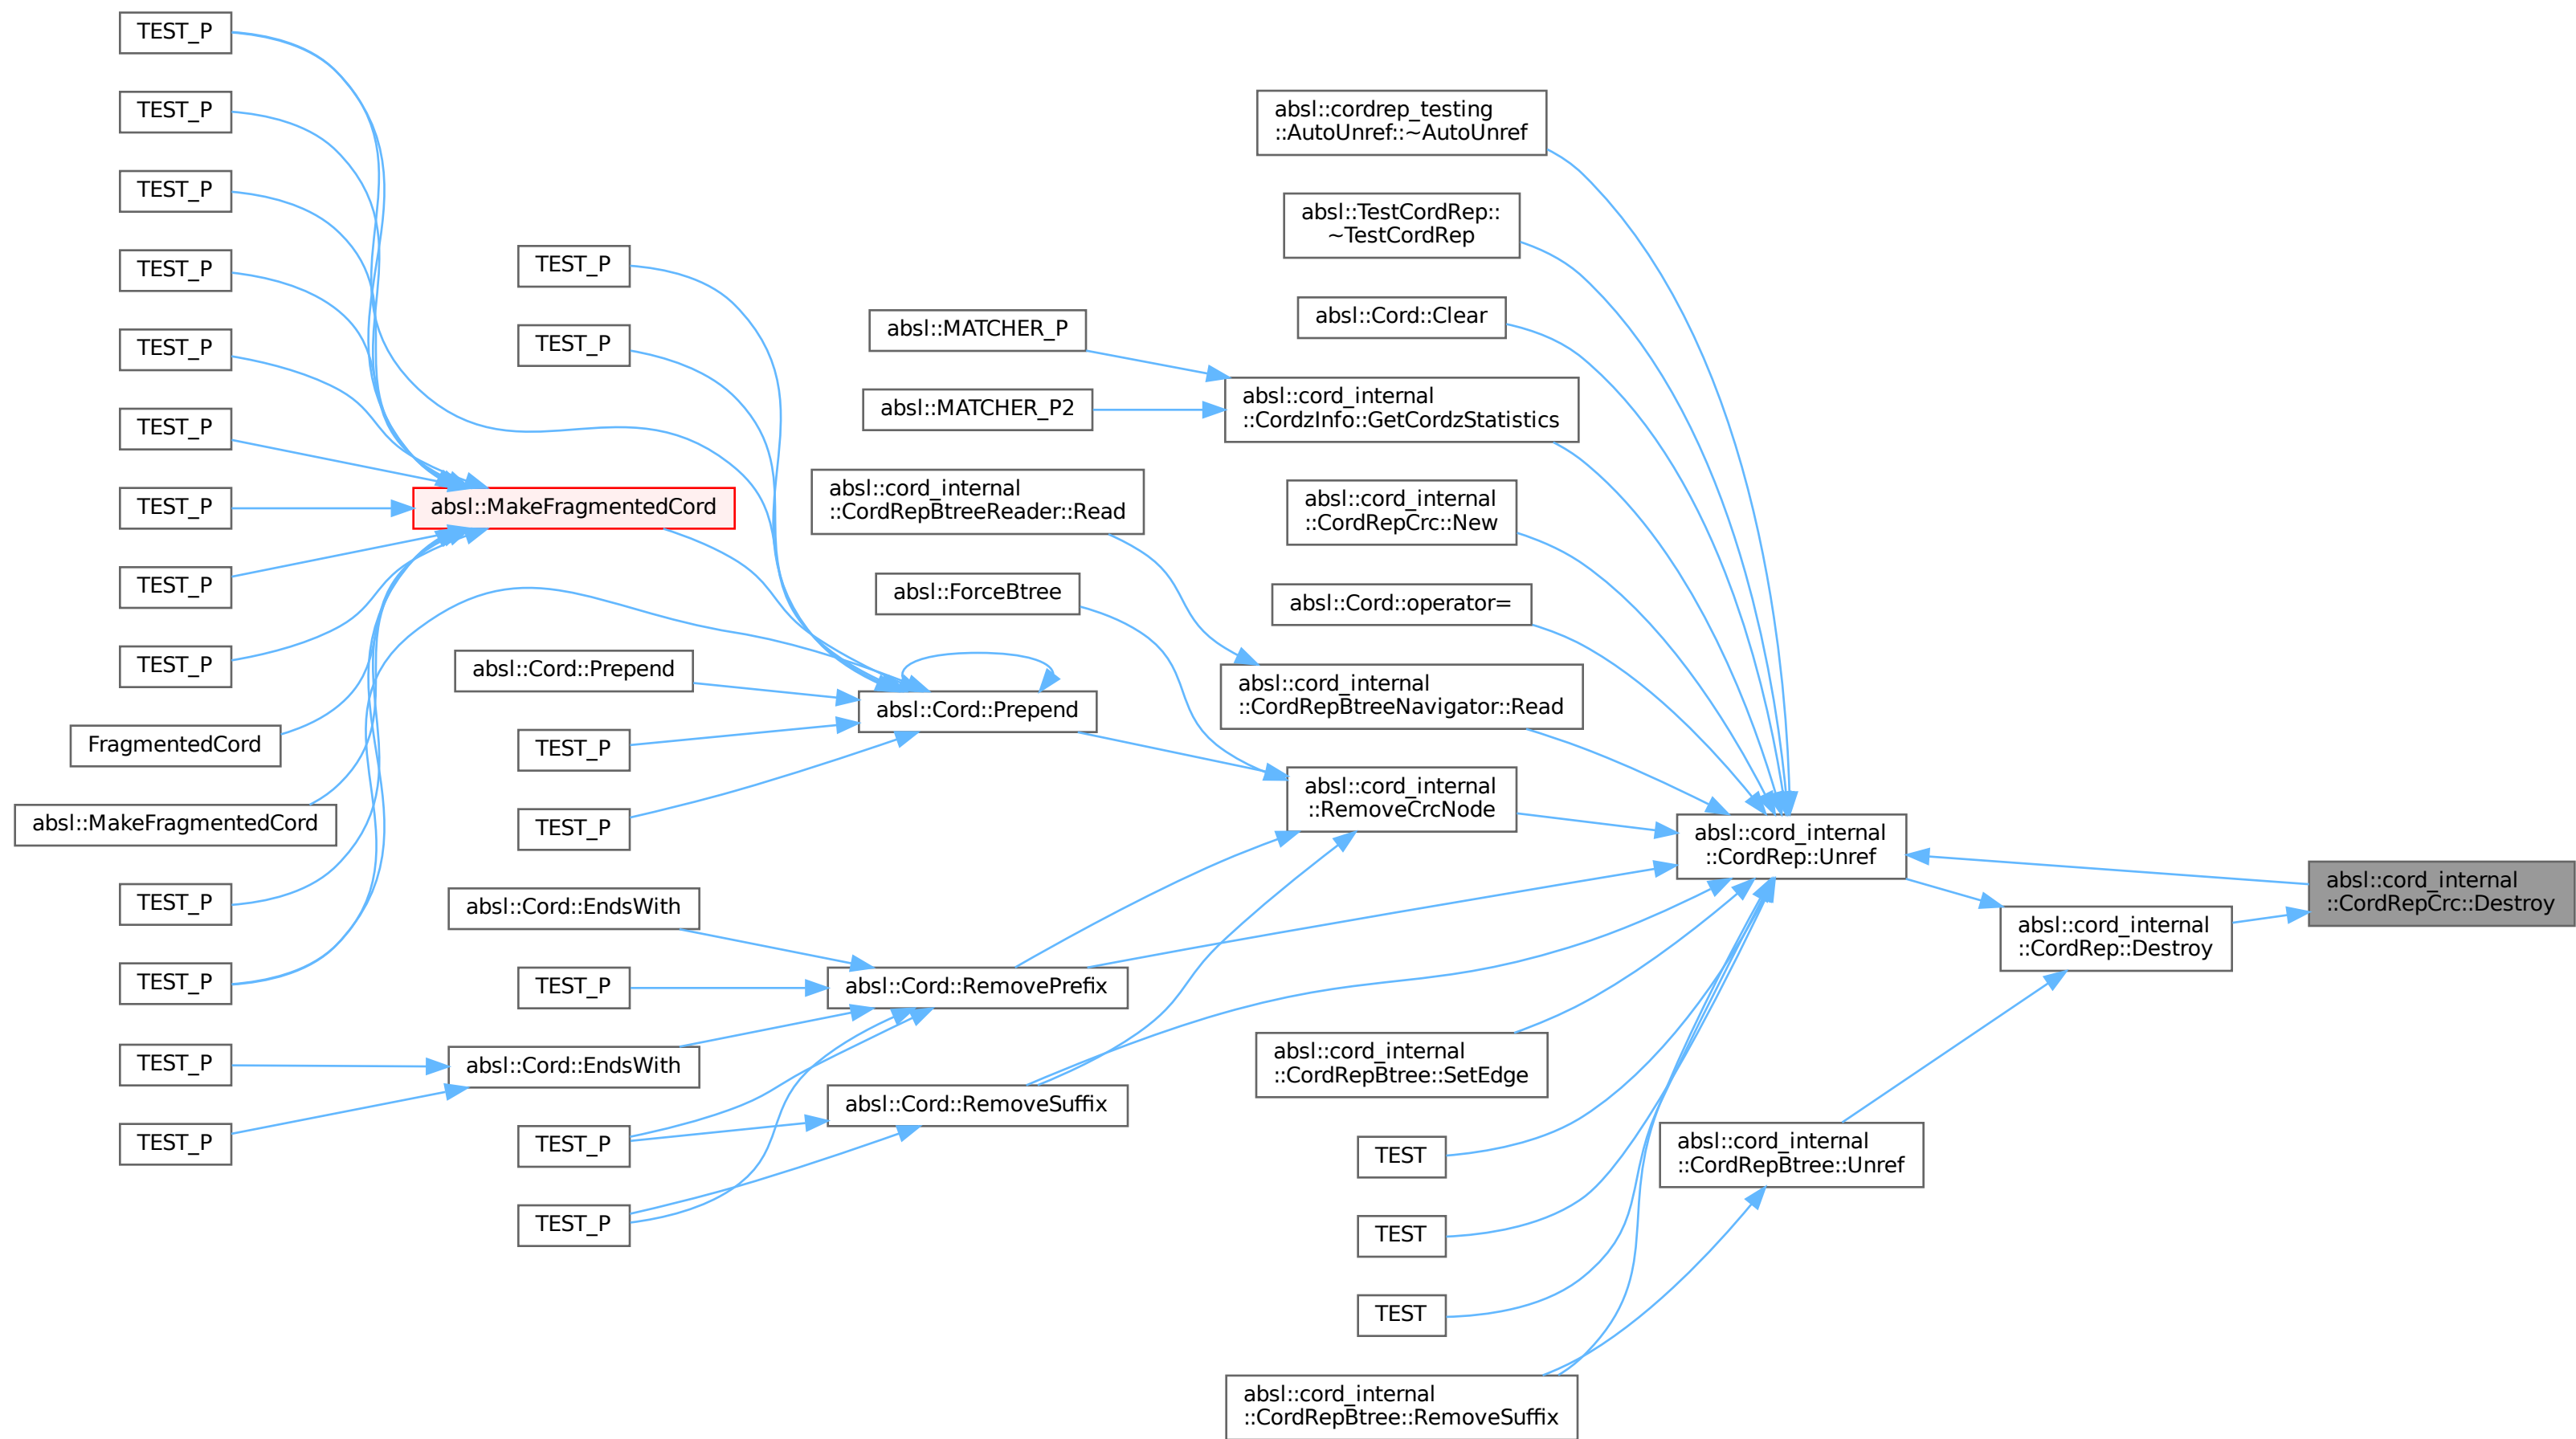 TEST_P
TEST_P
TEST_P
TEST_P
TEST_P
TEST_P
TEST_P
TEST_P
TEST_P
FragmentedCord
absl::MakeFragmentedCord
TEST_P
TEST_P
TEST_P
TEST_P
TEST_P
TEST_P
absl::MakeFragmentedCord
absl::Cord::Prepend
TEST_P
TEST_P
absl::Cord::EndsWith
TEST_P
absl::Cord::EndsWith
TEST_P
TEST_P
absl::MATCHER_P
absl::MATCHER_P2
absl::cord_internal
::CordRepBtreeReader::Read
absl::ForceBtree
absl::Cord::Prepend
absl::Cord::RemovePrefix
absl::Cord::RemoveSuffix
absl::cordrep_testing
::AutoUnref::~AutoUnref
absl::TestCordRep::
~TestCordRep
absl::Cord::Clear
absl::cord_internal
::CordzInfo::GetCordzStatistics
absl::cord_internal
::CordRepCrc::New
absl::Cord::operator=
absl::cord_internal
::CordRepBtreeNavigator::Read
absl::cord_internal
::RemoveCrcNode
absl::cord_internal
::CordRepBtree::SetEdge
TEST
TEST
TEST
absl::cord_internal
::CordRepBtree::RemoveSuffix
absl::cord_internal
::CordRep::Unref
absl::cord_internal
::CordRepBtree::Unref
absl::cord_internal
::CordRep::Destroy
absl::cord_internal
::CordRepCrc::Destroy